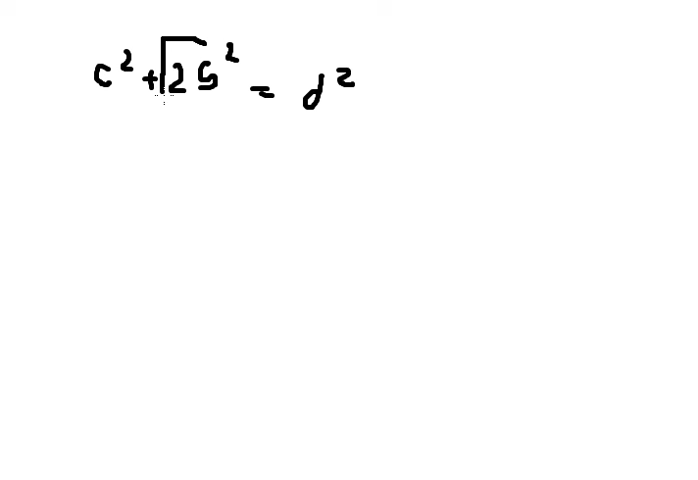 c² + √25² = d²